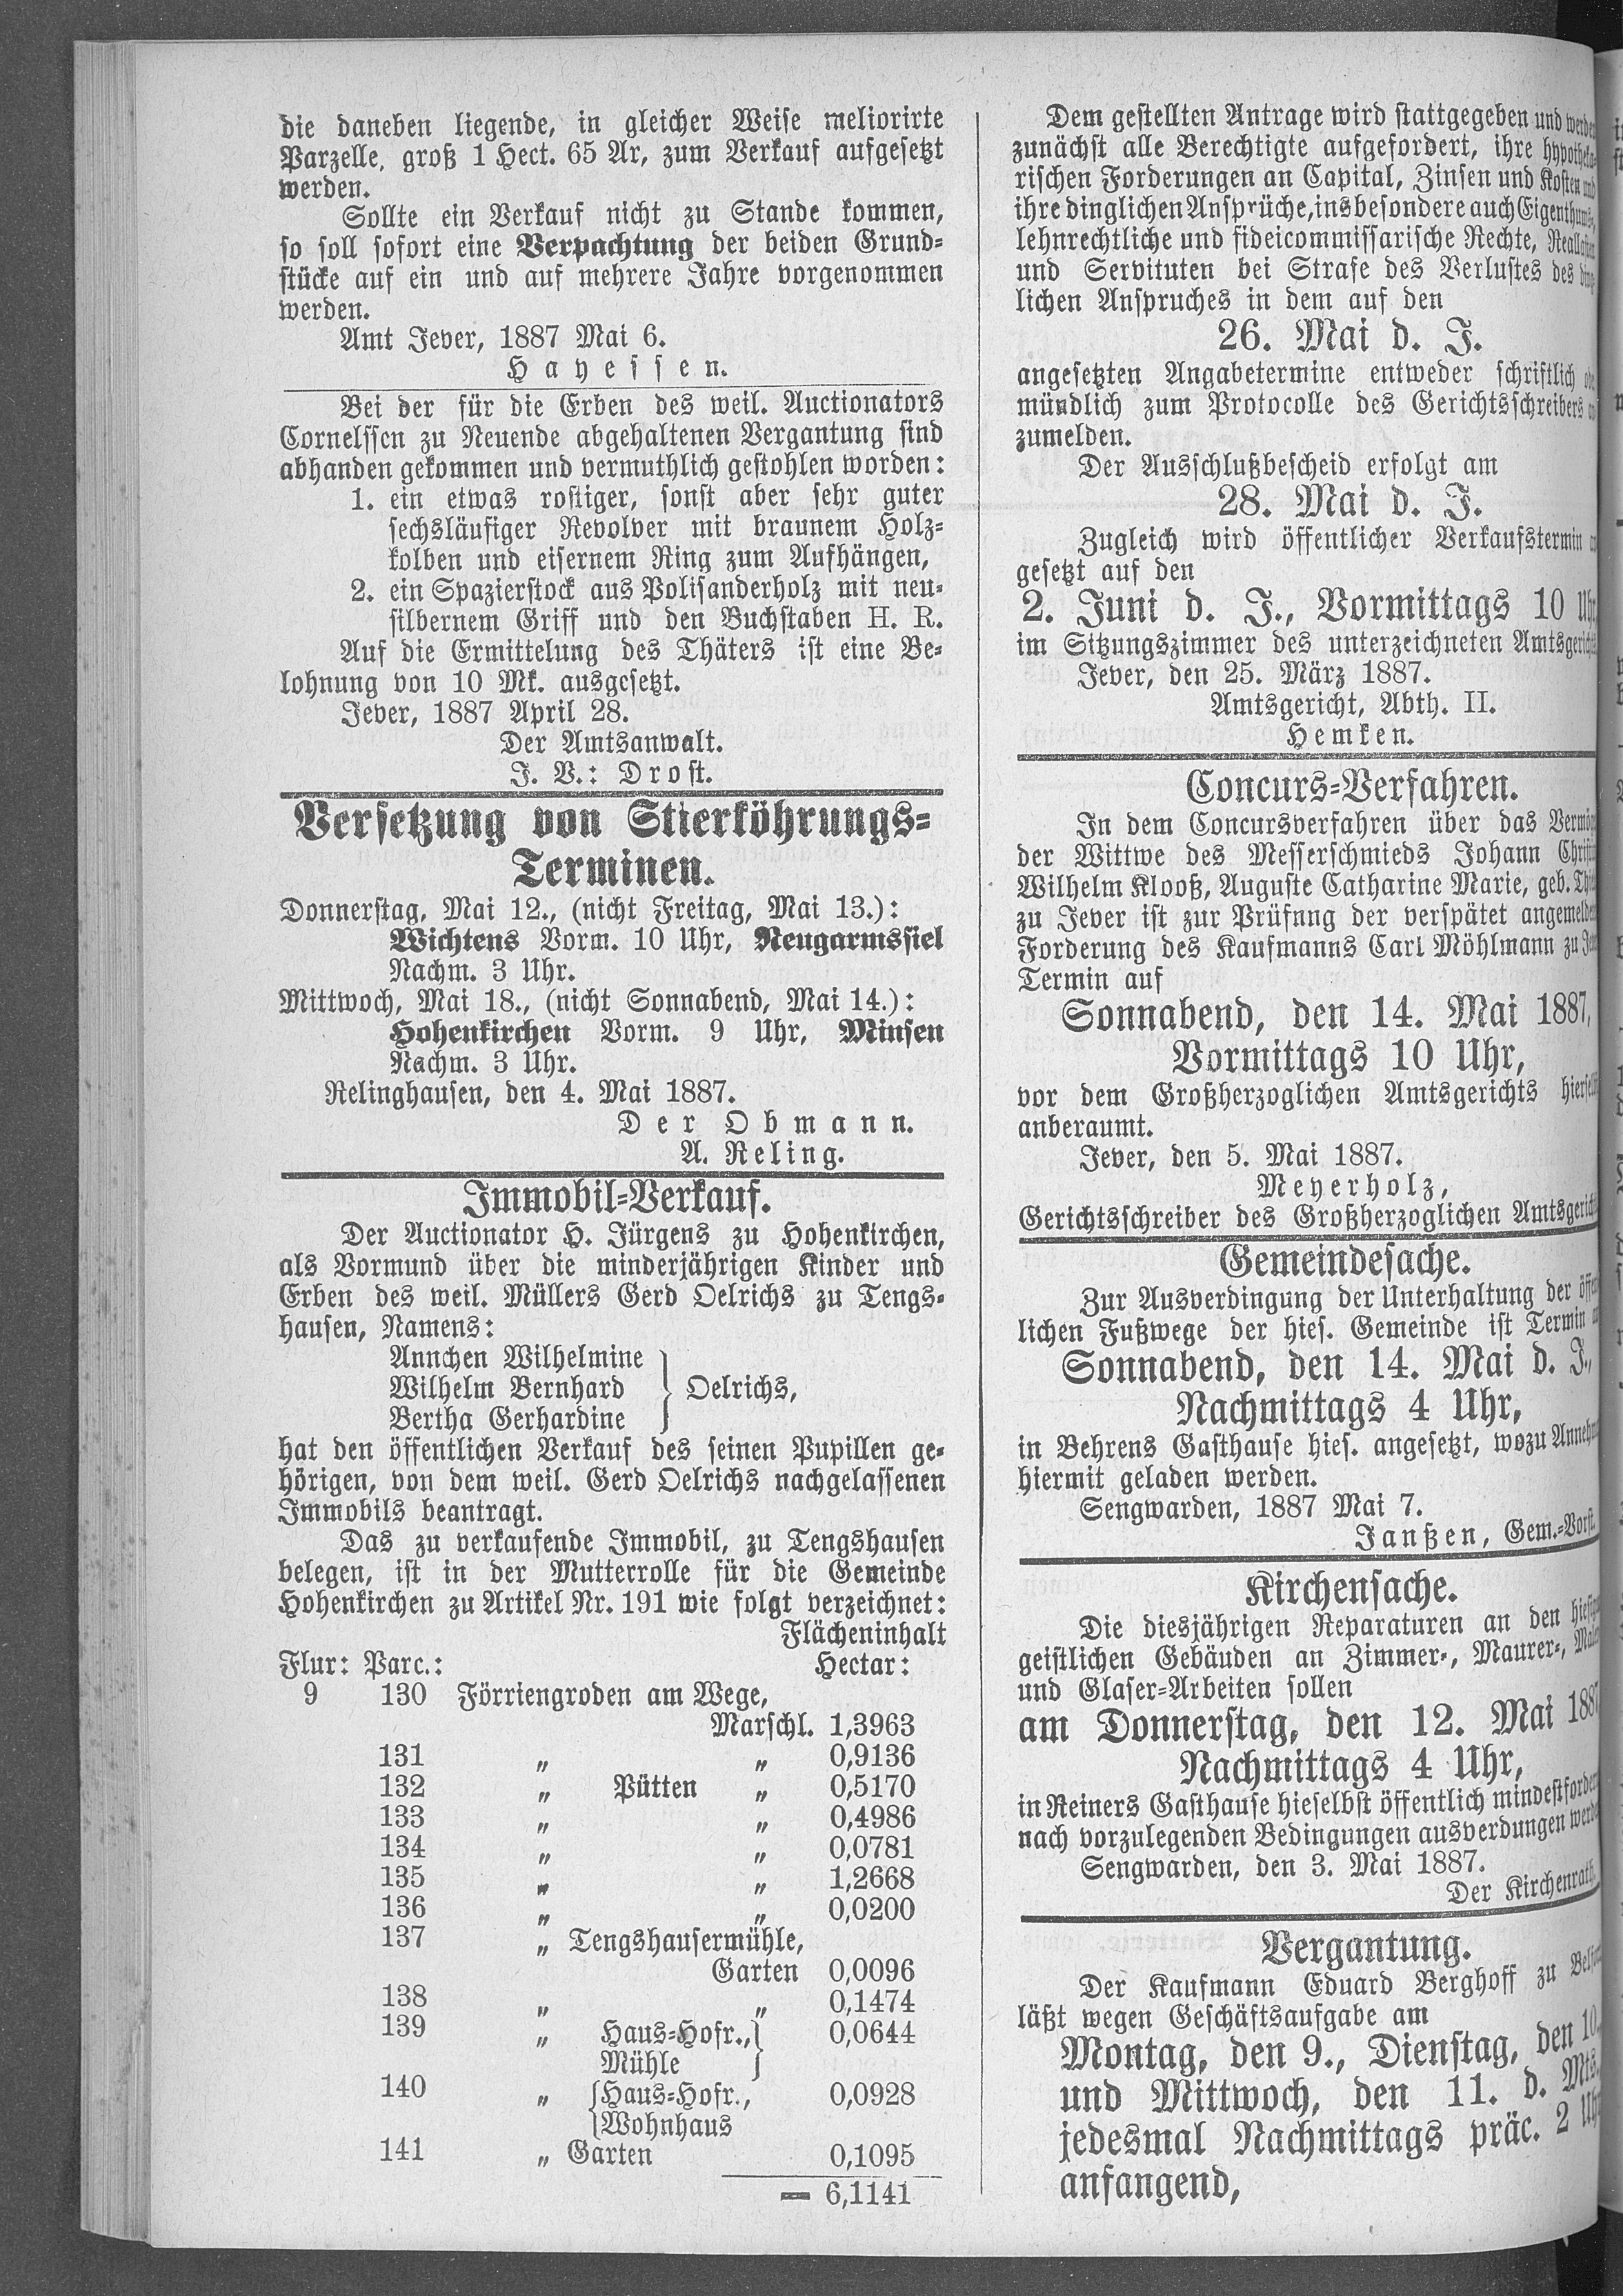 die daneben liegende, in gleicher Weise meliorirte
Parzelle, groß 1 Hect. 65 Ar, zum Verkauf aufgesetzt
werden.
Sollte ein Verkauf nicht zu Stande kommen,
so soll sofort eine Verpachtung der beiden Grund-
stücke auf ein und auf mehrere Jahre vorgenommen
werden.
Amt Jever, 1887 Mai 6.
Hayessen.
Bei der für die Erben des weil. Auctionators
Cornelssen zu Neuende abgehaltenen Vergantung sind
abhanden gekommen und vermuthlich gestohlen worden:
1. ein etwas rostiger, sonst aber sehr guter
sechsläufiger Revolver mit braunem Holz-
kolben und eisernem Ring zum Aufhängen,
2. ein Spazierstock aus Polisanderholz mit neu-
silbernem Griff und den Buchstaben H. R.
Auf die Ermittelung des Thäters ist eine Be-
lohnung von 10 Mk. ausgesetzt.
Jever, 1887 April 28.
Der Amtsanwalt.
J. V.: Drost.
Versetzung von Stierköhrungs-
Terminen.
Donnerstag, Mai 12., (nicht Freitag, Mai 13.):
Wichtens Vorm. 10 Uhr, Neugarmssiel
Nachm. 3 Uhr.
Mittwoch, Mai 18., (nicht Sonnabend, Mai 14.):
Hohenkirchen Vorm. 9 Uhr, Minsen
Nachm. 3 Uhr.
Relinghausen, den 4. Mai 1887.
Der Obmann.
A. Reling.
Immobil-Verkauf.
Der Auctionator H. Jürgens zu Hohenkirchen,
als Vormund über die minderjährigen Kinder und
Erben des weil. Müllers Gerd Oelrichs zu Tengs-
hausen, Namens:
Annchen Wilhelmine
Wilhelm Bernhard } Oelrichs,
Bertha Gerhardine
hat den öffentlichen Verkauf des seinen Pupillen ge-
hörigen, von dem weil. Gerd Oelrichs nachgelassenen
Immobils beantragt.
Das zu verkaufende Immobil, zu Tengshausen
belegen, ist in der Mutterrolle für die Gemeinde
Hohenkirchen zu Artikel Nr. 191 wie folgt verzeichnet:
Flächeninhalt
Flur: Parc.: Hectar:
9 130 Förriengroden am Wege,
Marschl. 1,3963
131 „ „ 0,9136
132 „ Pütten „ 0,5170
133 „ „ 0,4986
134 „ „ 0,0781
135 „ „ 1,2668
136 „ „ 0,0200
137 „ Tengshausermühle,
Garten 0,0096
138 „ „ 0,1474
139 „ Haus-Hofr., } 0,0644
Mühle
140 „ { Haus-Hofr., 0,0928
Wohnhaus
141 „ Garten 0,1095
= 6,1141
Dem gestellten Antrage wird stattgegeben und werden
zunächst alle Berechtigte aufgefordert, ihre hypotheka-
rischen Forderungen an Capital, Zinsen und Kosten und
ihre dinglichen Ansprüche, insbesondere auch Eigenthums-,
lehnrechtliche und fideicommissarische Rechte, Reallasten
und Servituten bei Strafe des Verlustes des ding-
lichen Anspruches in dem auf den
26. Mai d. J.
angesetzten Angabetermine entweder schriftlich
mündlich zum Protocolle des Gerichtsschreibers
zumelden.
Der Ausschlußbescheid erfolgt am
28. Mai d. J.
Zugleich wird öffentlicher Verkaufstermin
gesetzt auf den
2. Juni d. J., Vormittags 10 Uhr,
im Sitzungszimmer des unterzeichneten Amtsgerichts
Jever, den 25. März 1887.
Amtsgericht, Abth. II.
Hemken.
Concurs-Verfahren.
In dem Concursverfahren über das
der Wittwe des Messerschmieds Johann
Wilhelm Klooß, Auguste Catharine Marie, geb.
zu Jever ist zur Prüfung der verspätet
Forderung des Kaufmanns Carl Möhlmann zu
Termin auf
Sonnabend, den 14. Mai 1887,
Vormittags 10 Uhr,
vor dem Großherzoglichen Amtsgerichts
anberaumt.
Jever, den 5. Mai 1887.
Meyerholz,
Gerichtsschreiber des Großherzoglichen
Gemeindesache.
Zur Ausverdingung der Unterhaltung der
lichen Fußwege der hies. Gemeinde ist Termin
Sonnabend, den 14. Mai d. J.,
Nachmittags 4 Uhr,
in Behrens Gasthause hies. angesetzt, wozu
hiermit geladen werden.
Sengwarden, 1887 Mai 7.
Janßen, Gem.-Vorst.
Kirchensache.
Die diesjährigen Reparaturen an den
geistlichen Gebäuden an Zimmer-, Maurer-,
und Glaser-Arbeiten sollen
am Donnerstag, den 12. Mai 1887
Nachmittags 4 Uhr,
in Reiners Gasthause hieselbst öffentlich
nach vorzulegenden Bedingungen ausverdungen
Sengwarden, den 3. Mai 1887.
Der Kirchenrath.
Vergantung.
Der Kaufmann Eduard Berghoff zu
läßt wegen Geschäftsaufgabe am
Montag, den 9., Dienstag, den 10.
und Mittwoch, den 11. d. Mts.
jedesmal Nachmittags präc. 2 Uhr
anfangend,